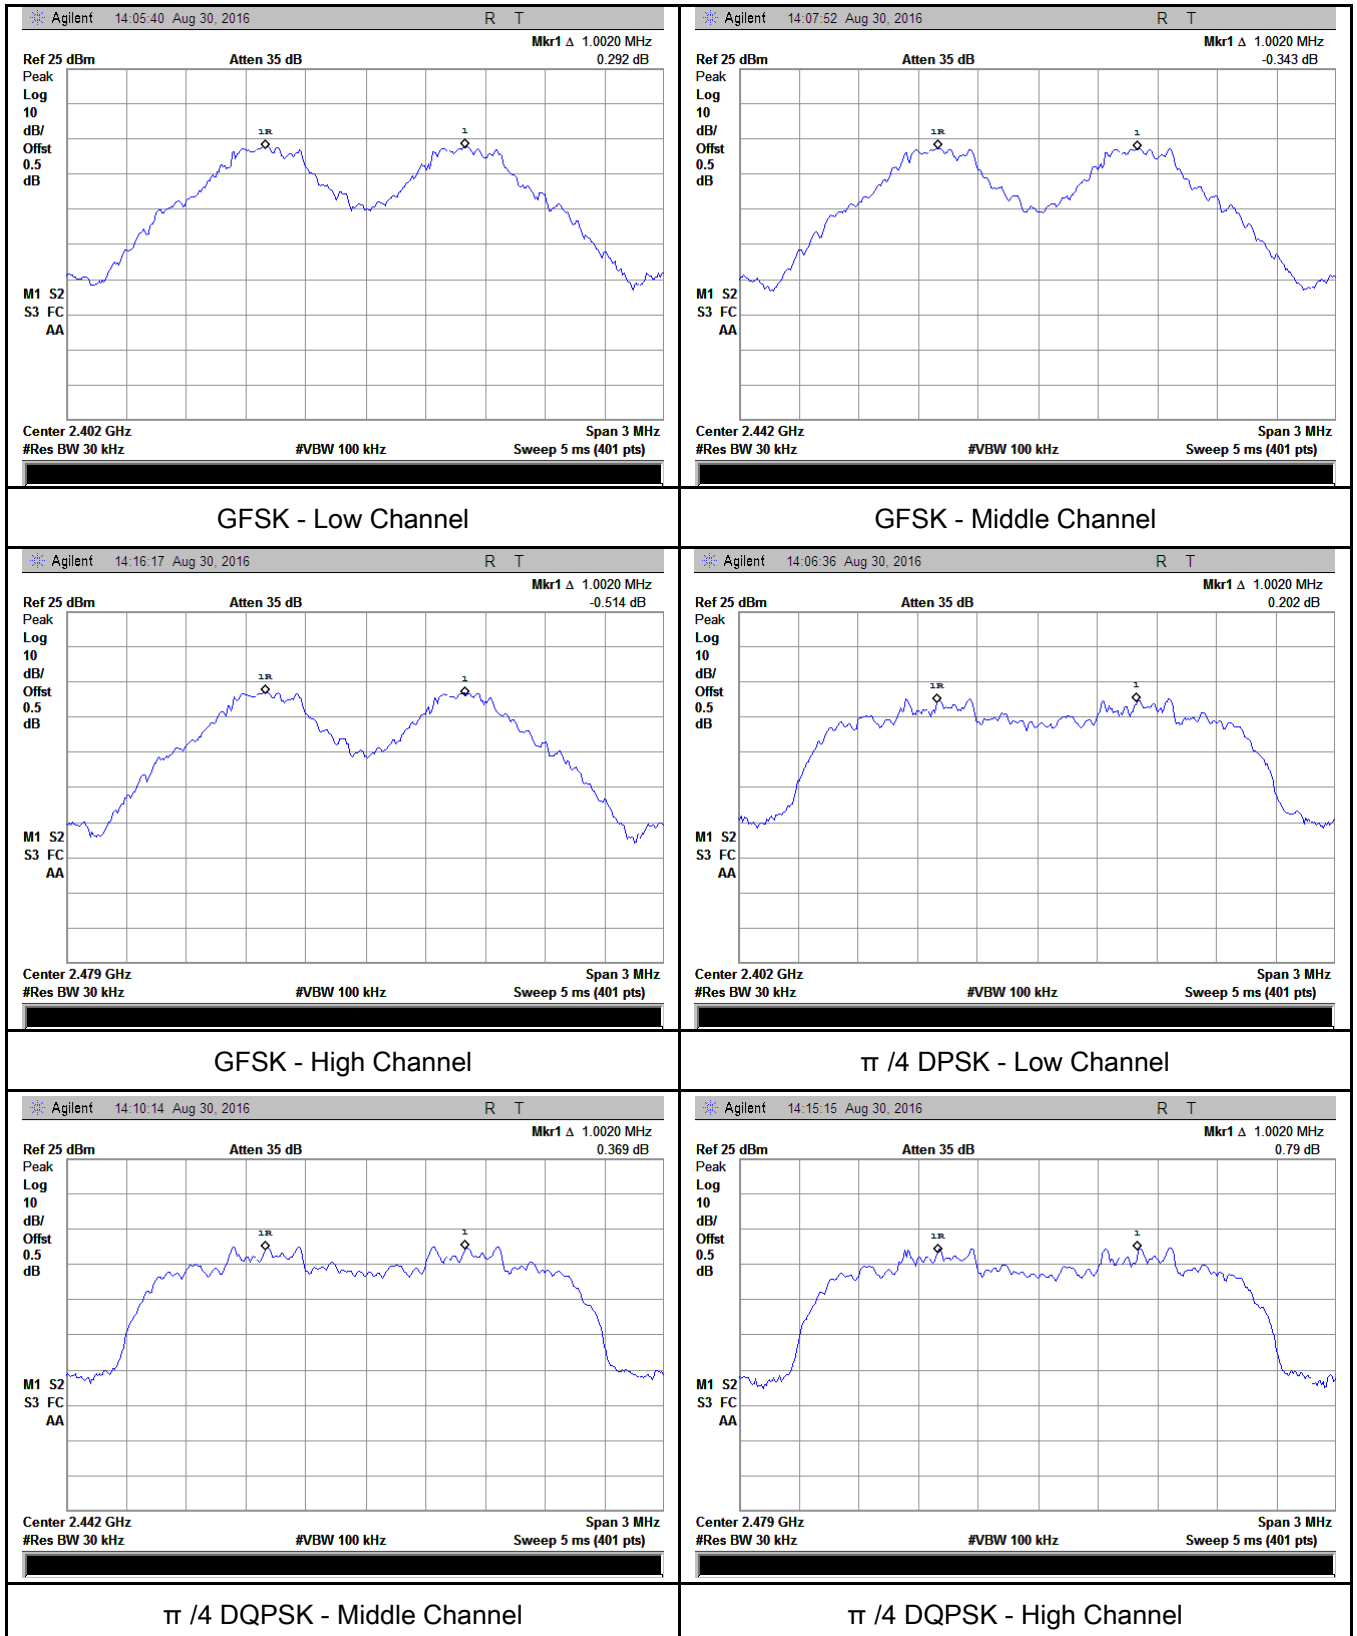 Agilent 14:05:40 Aug 30, 2016 R T
Mkr1 Δ 1.0020 MHz
Ref 25 dBm Atten 35 dB 0.292 dB
Peak
Log
10
dB/
Offst
0.5
dB
1R 1
M1 S2
S3 FC
AA
Center 2.402 GHz Span 3 MHz
#Res BW 30 kHz #VBW 100 kHz Sweep 5 ms (401 pts)
GFSK - Low Channel
Agilent 14:07:52 Aug 30, 2016 R T
Mkr1 Δ 1.0020 MHz
Ref 25 dBm Atten 35 dB -0.343 dB
Peak
Log
10
dB/
Offst
0.5
dB
1R 1
M1 S2
S3 FC
AA
Center 2.442 GHz Span 3 MHz
#Res BW 30 kHz #VBW 100 kHz Sweep 5 ms (401 pts)
GFSK - Middle Channel
Agilent 14:16:17 Aug 30, 2016 R T
Mkr1 Δ 1.0020 MHz
Ref 25 dBm Atten 35 dB -0.514 dB
Peak
Log
10
dB/
Offst
0.5
dB
1R 1
M1 S2
S3 FC
AA
Center 2.479 GHz Span 3 MHz
#Res BW 30 kHz #VBW 100 kHz Sweep 5 ms (401 pts)
GFSK - High Channel
Agilent 14:06:36 Aug 30, 2016 R T
Mkr1 Δ 1.0020 MHz
Ref 25 dBm Atten 35 dB 0.202 dB
Peak
Log
10
dB/
Offst
0.5
dB
1R 1
M1 S2
S3 FC
AA
Center 2.402 GHz Span 3 MHz
#Res BW 30 kHz #VBW 100 kHz Sweep 5 ms (401 pts)
π /4 DPSK - Low Channel
Agilent 14:10:14 Aug 30, 2016 R T
Mkr1 Δ 1.0020 MHz
Ref 25 dBm Atten 35 dB 0.369 dB
Peak
Log
10
dB/
Offst
0.5
dB
1R 1
M1 S2
S3 FC
AA
Center 2.442 GHz Span 3 MHz
#Res BW 30 kHz #VBW 100 kHz Sweep 5 ms (401 pts)
π /4 DQPSK - Middle Channel
Agilent 14:15:15 Aug 30, 2016 R T
Mkr1 Δ 1.0020 MHz
Ref 25 dBm Atten 35 dB 0.79 dB
Peak
Log
10
dB/
Offst
0.5
dB
1R 1
M1 S2
S3 FC
AA
Center 2.479 GHz Span 3 MHz
#Res BW 30 kHz #VBW 100 kHz Sweep 5 ms (401 pts)
π /4 DQPSK - High Channel